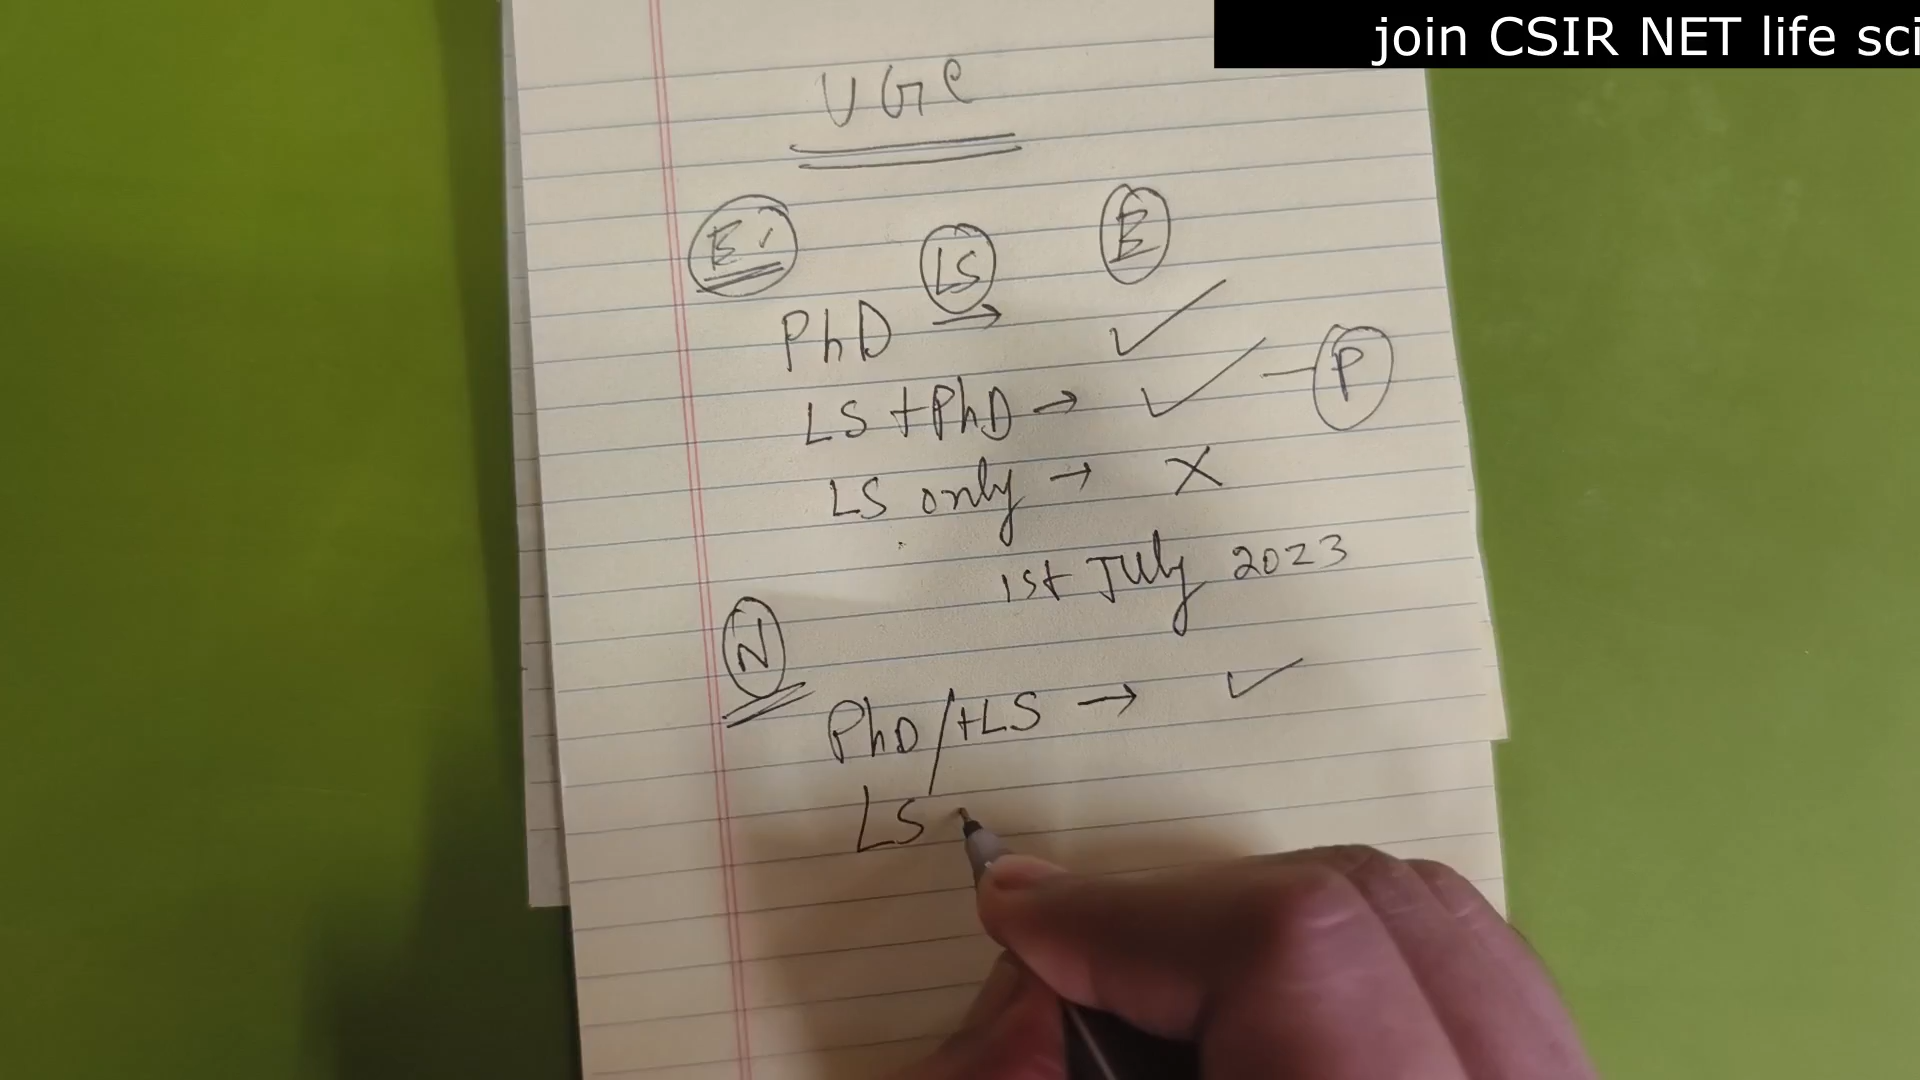 join CSIR NET life sci
UGC
E.
LS
E
PhD → ✓
LS + PhD → ✓ — P
LS only → X
1st July 2023
N
PhD/+LS → ✓
LS